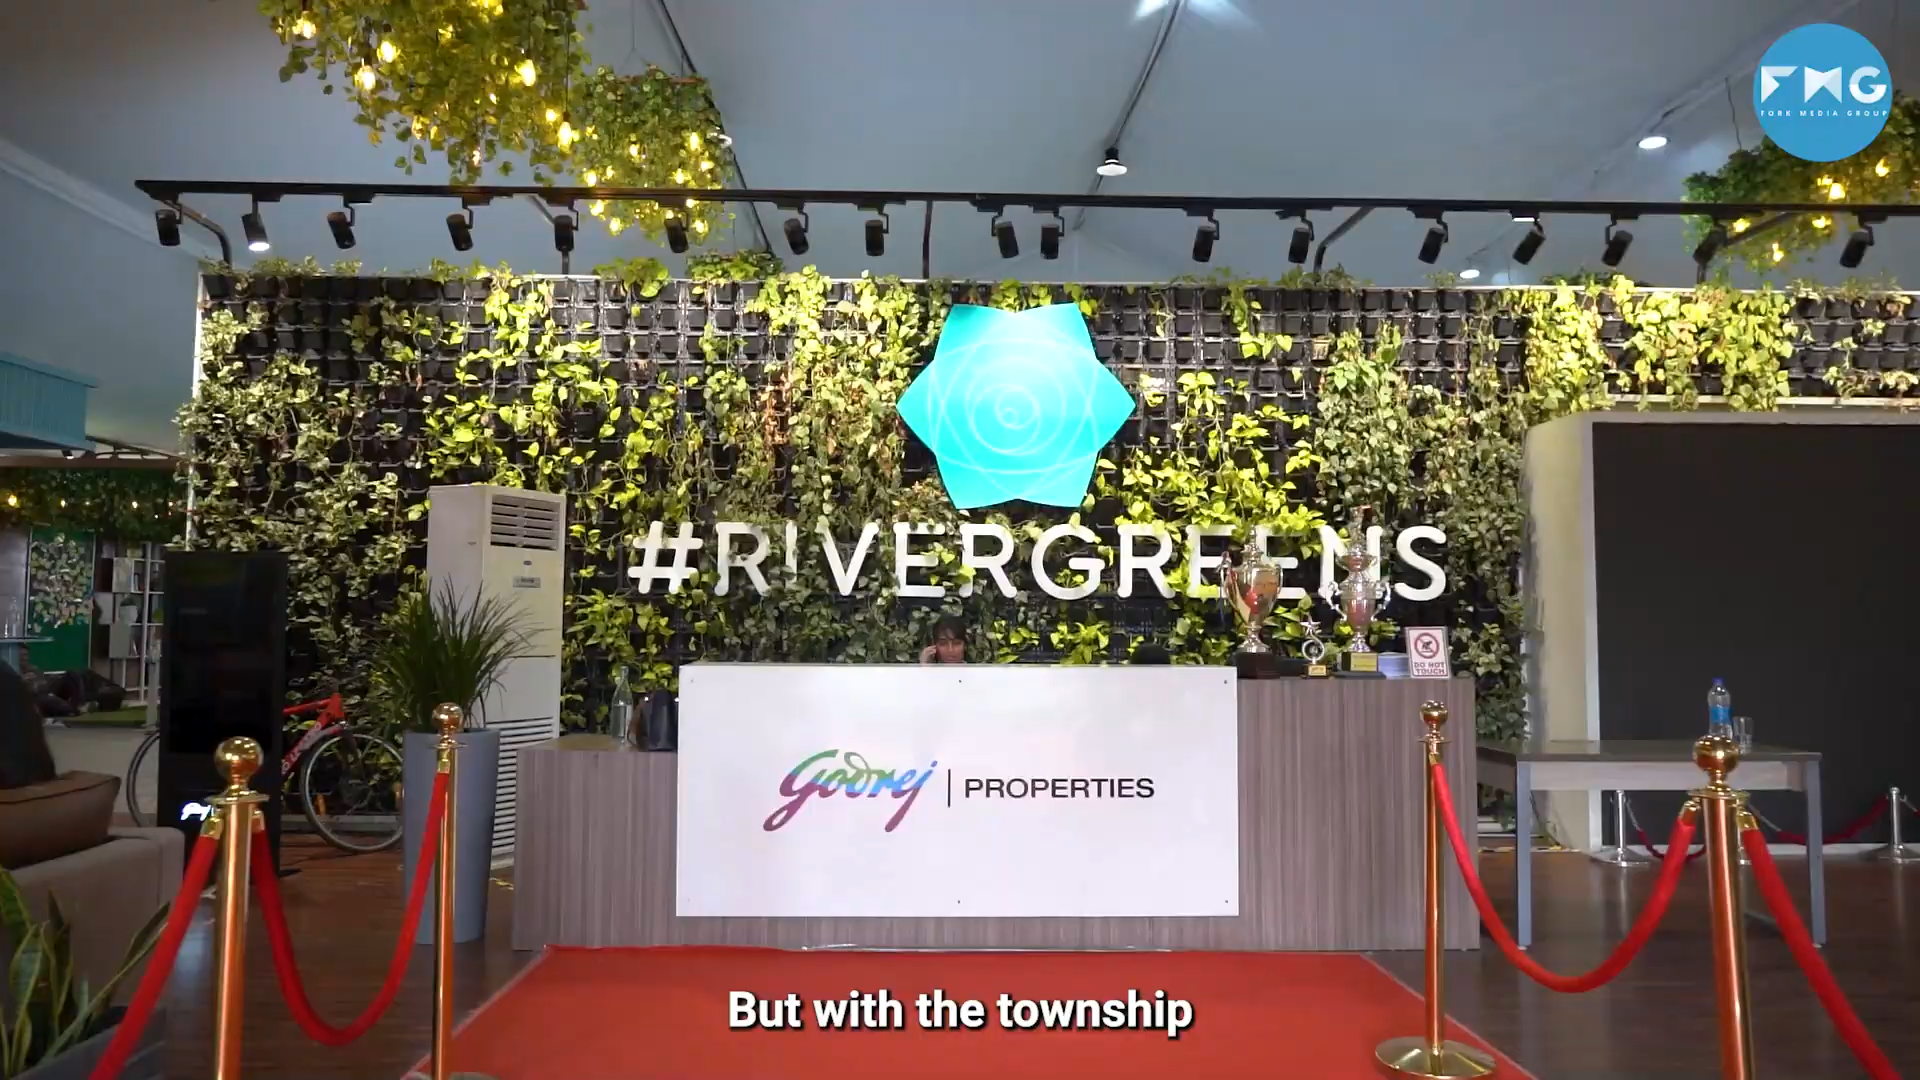 FMG
FORK MEDIA GROUP
#RIVERGREENS
DO NOT
TOUCH
Godrej | PROPERTIES
But with the township